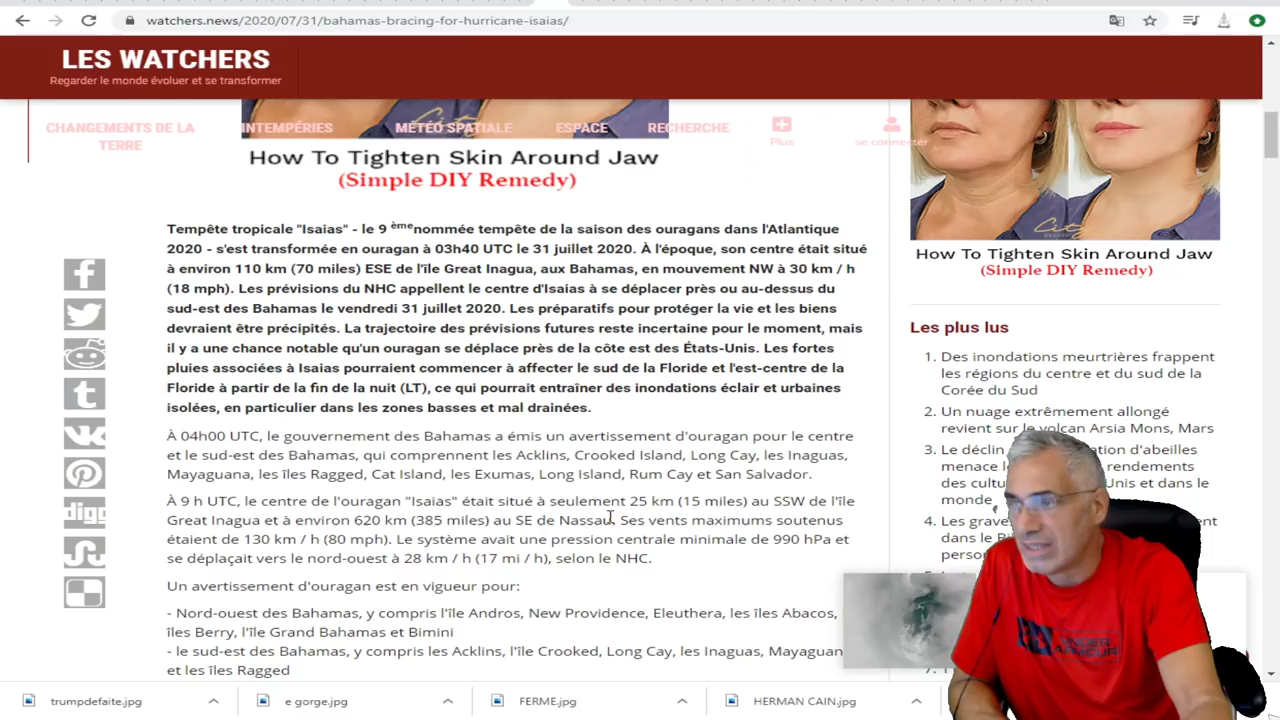 watchers.news/2020/07/31/bahamas-bracing-for-hurricane-isaias/
LES WATCHERS
Regarder le monde évoluer et se transformer
CHANGEMENTS DE LA
TERRE
INTEMPÉRIES
MÉTÉO SPATIALE
ESPACE
RECHERCHE
Plus
se connecter
How To Tighten Skin Around Jaw
(Simple DIY Remedy)
Tempête tropicale "Isaias" - le 9 ème nommée tempête de la saison des ouragans dans l'Atlantique
2020 - s'est transformée en ouragan à 03h40 UTC le 31 juillet 2020. À l'époque, son centre était situé
à environ 110 km (70 miles) ESE de l'île Great Inagua, aux Bahamas, en mouvement NW à 30 km / h
(18 mph). Les prévisions du NHC appellent le centre d'Isaias à se déplacer près ou au-dessus du
sud-est des Bahamas le vendredi 31 juillet 2020. Les préparatifs pour protéger la vie et les biens
devraient être précipités. La trajectoire des prévisions futures reste incertaine pour le moment, mais
il y a une chance notable qu'un ouragan se déplace près de la côte est des États-Unis. Les fortes
pluies associées à Isaias pourraient commencer à affecter le sud de la Floride et l'est-centre de la
Floride à partir de la fin de la nuit (LT), ce qui pourrait entraîner des inondations éclair et urbaines
isolées, en particulier dans les zones basses et mal drainées.
À 04h00 UTC, le gouvernement des Bahamas a émis un avertissement d'ouragan pour le centre
et le sud-est des Bahamas, qui comprennent les Acklins, Crooked Island, Long Cay, les Inaguas,
Mayaguana, les îles Ragged, Cat Island, les Exumas, Long Island, Rum Cay et San Salvador.
À 9 h UTC, le centre de l'ouragan "Isaias" était situé à seulement 25 km (15 miles) au SSW de l'île
Great Inagua et à environ 620 km (385 miles) au SE de Nassau. Ses vents maximums soutenus
étaient de 130 km / h (80 mph). Le système avait une pression centrale minimale de 990 hPa et
se déplaçait vers le nord-ouest à 28 km / h (17 mi / h), selon le NHC.
Un avertissement d'ouragan est en vigueur pour:
- Nord-ouest des Bahamas, y compris l'île Andros, New Providence, Eleuthera, les îles Abacos,
îles Berry, l'île Grand Bahamas et Bimini
- le sud-est des Bahamas, y compris les Acklins, l'île Crooked, Long Cay, les Inaguas,
et les îles Ragged
digg
How To Tighten Skin Around Jaw
(Simple DIY Remedy)
Les plus lus
1. Des inondations meurtrières frappent
les régions du centre et du sud de la
Corée du Sud
2. Un nuage extrêmement allongé
revient sur le volcan Arsia Mons, Mars
3. Le déclin d'abeilles
menace rendements
des et dans le
monde
4. Les
dans le
UNDER
ARMOUR
trumpdefaite.jpg
e gorge.jpg
FERME.jpg
HERMAN CAIN.jpg